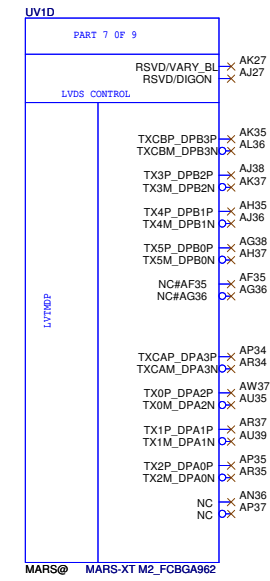 UV1D
PART 7 OF 9
RSVD/VARY_BL AK27
RSVD/DIGON AJ27
LVDS CONTROL
TXCBP_DPB3P AK35
TXCBM_DPB3N AL36
TX3P_DPB2P AJ38
TX3M_DPB2N AK37
TX4P_DPB1P AH35
TX4M_DPB1N AJ36
TX5P_DPB0P AG38
TX5M_DPB0N AH37
NC#AF35 AF35
NC#AG36 AG36
LVTMDP
TXCAP_DPA3P AP34
TXCAM_DPA3N AR34
TX0P_DPA2P AW37
TX0M_DPA2N AU35
TX1P_DPA1P AR37
TX1M_DPA1N AU39
TX2P_DPA0P AP35
TX2M_DPA0N AR35
NC AN36
NC AP37
MARS@ MARS-XT M2_FCBGA962